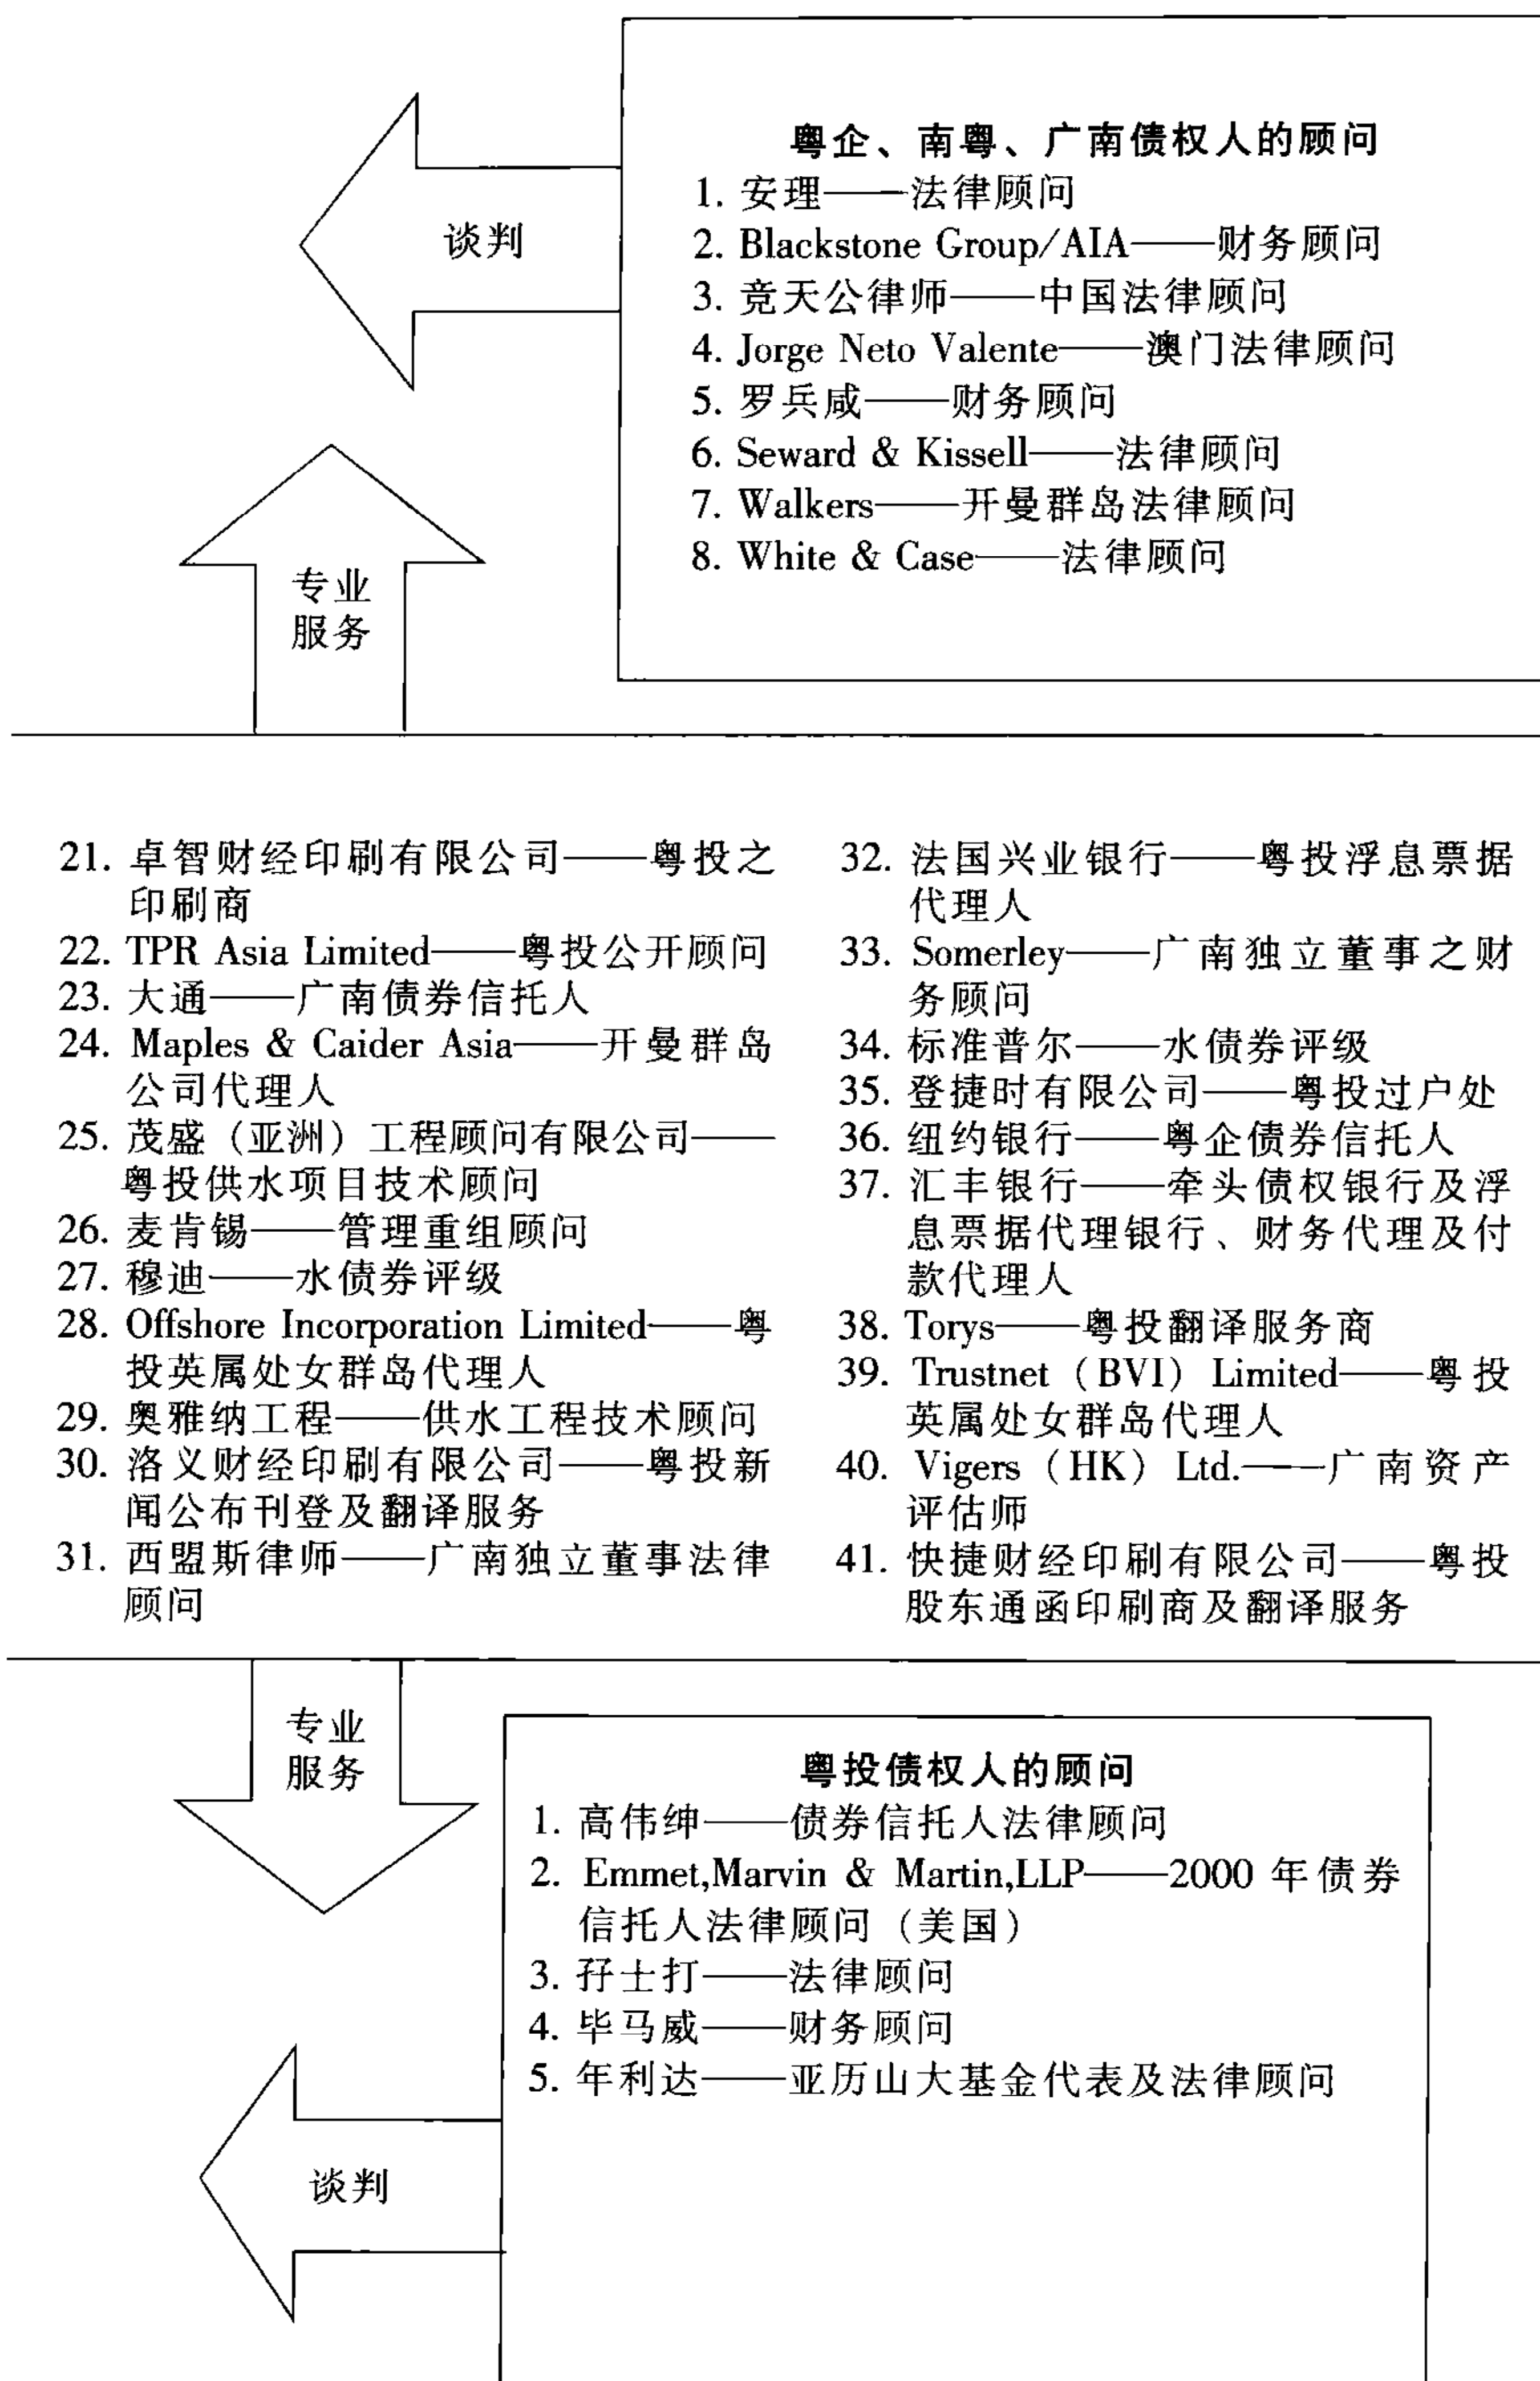 粤企、南粤、广南债权人的顾问
1. 安理——法律顾问
2. Blackstone Group/AIA——财务顾问
3. 竞天公律师——中国法律顾问
4. Jorge Neto Valente——澳门法律顾问
5. 罗兵咸——财务顾问
6. Seward & Kissell——法律顾问
7. Walkers——开曼群岛法律顾问
8. White & Case——法律顾问
谈判
专业
服务
21. 卓智财经印刷有限公司——粤投之
印刷商
22. TPR Asia Limited——粤投公开顾问
23. 大通——广南债券信托人
24. Maples & Caider Asia——开曼群岛
公司代理人
25. 茂盛（亚洲）工程顾问有限公司——
粤投供水项目技术顾问
26. 麦肯锡——管理重组顾问
27. 穆迪——水债券评级
28. Offshore Incorporation Limited——粤
投英属处女群岛代理人
29. 奥雅纳工程——供水工程技术顾问
30. 洛义财经印刷有限公司——粤投新
闻公布刊登及翻译服务
31. 西盟斯律师——广南独立董事法律
顾问
32. 法国兴业银行——粤投浮息票据
代理人
33. Somerley——广南独立董事之财
务顾问
34. 标准普尔——水债券评级
35. 登捷时有限公司——粤投过户处
36. 纽约银行——粤企债券信托人
37. 汇丰银行——牵头债权银行及浮
息票据代理银行、财务代理及付
款代理人
38. Torys——粤投翻译服务商
39. Trustnet（BVI）Limited——粤投
英属处女群岛代理人
40. Vigers（HK）Ltd.——广南资产
评估师
41. 快捷财经印刷有限公司——粤投
股东通函印刷商及翻译服务
专业
服务
粤投债权人的顾问
1. 高伟绅——债券信托人法律顾问
2. Emmet,Marvin & Martin,LLP——2000 年债券
信托人法律顾问（美国）
3. 孖士打——法律顾问
4. 毕马威——财务顾问
5. 年利达——亚历山大基金代表及法律顾问
谈判